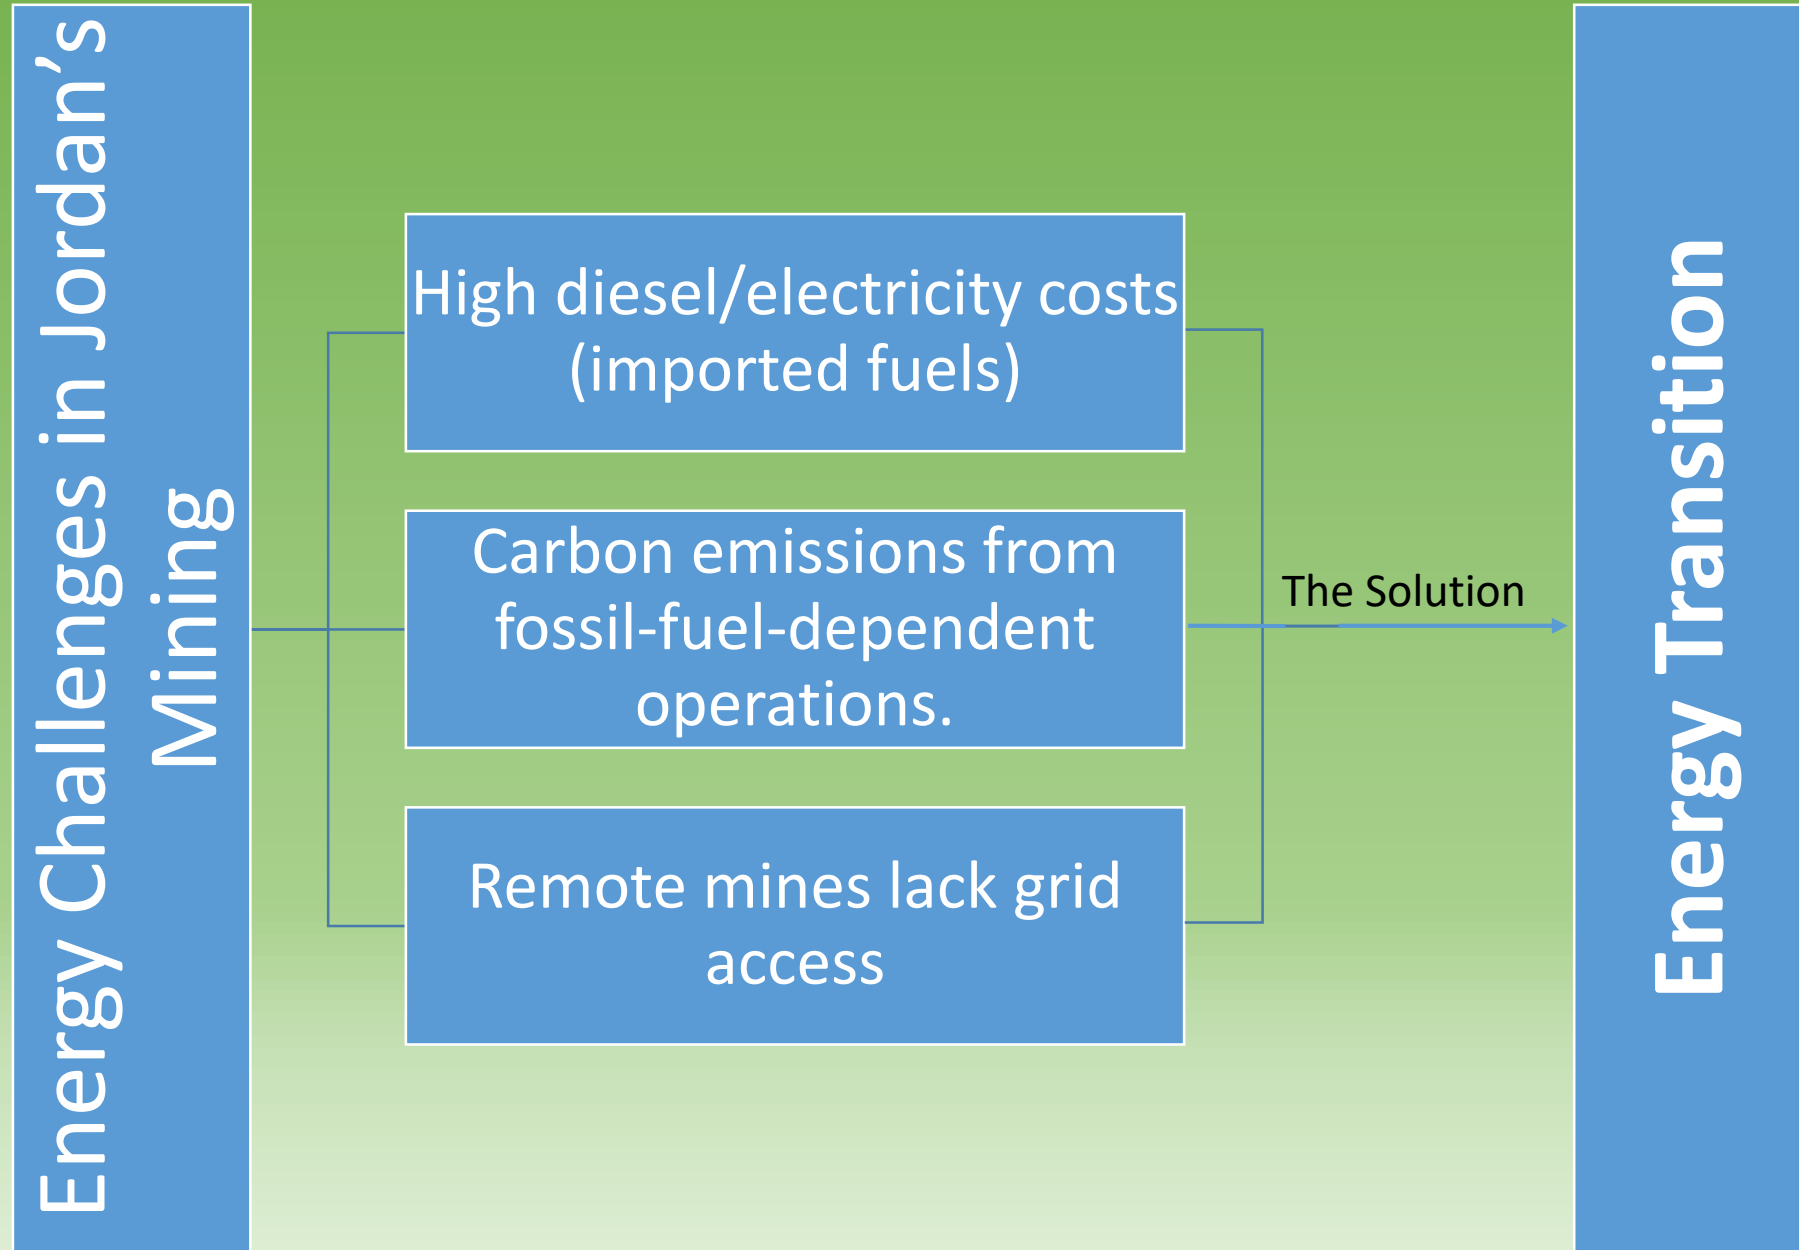 Energy Challenges in Jordan’s
Mining
High diesel/electricity costs
(imported fuels)
Carbon emissions from
fossil-fuel-dependent
operations.
Remote mines lack grid
access
The Solution
Energy Transition